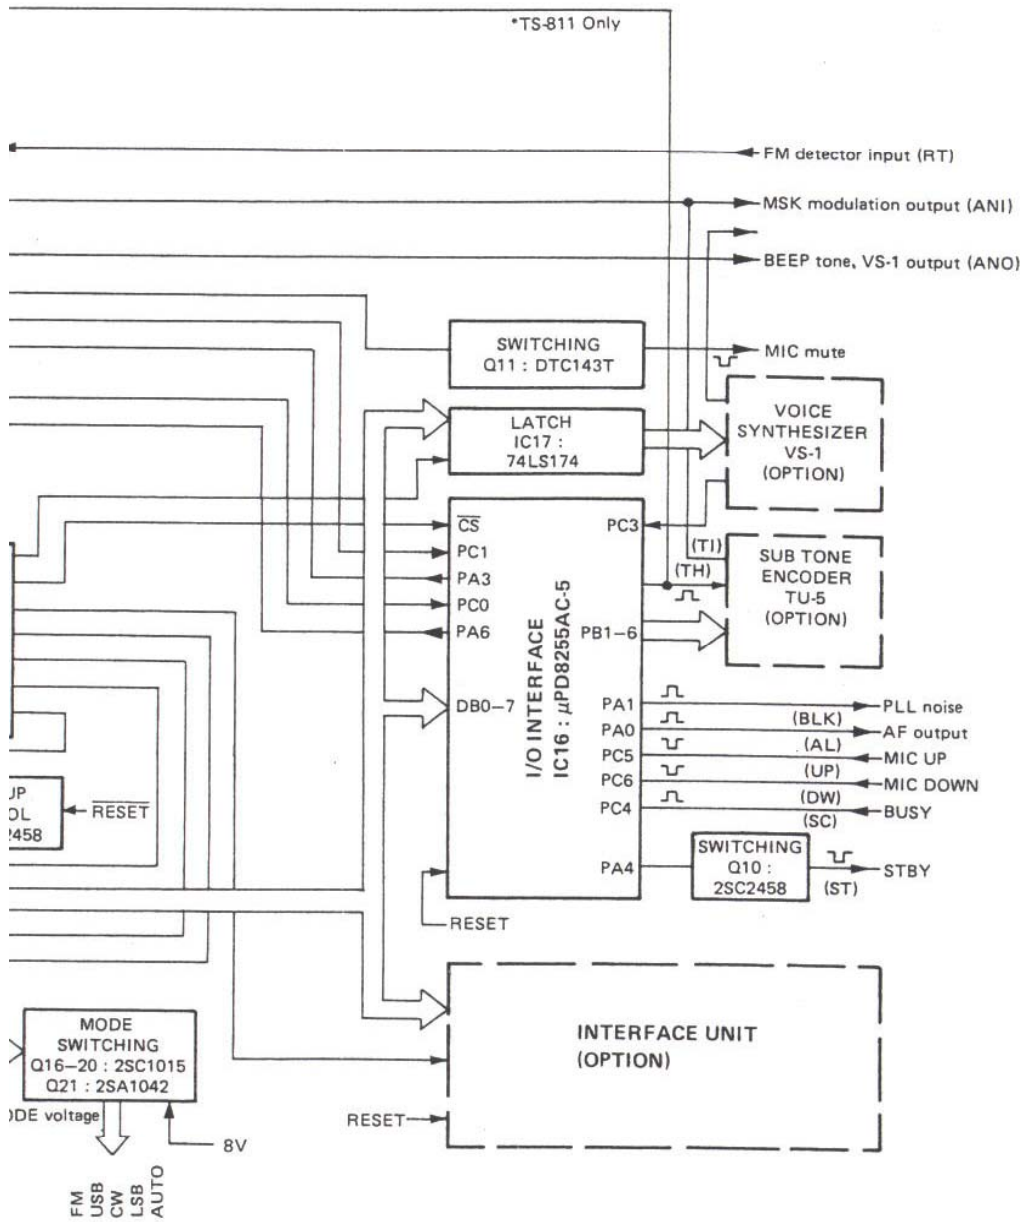 *TS-811 Only
FM detector input (RT)
MSK modulation output (ANI)
BEEP tone, VS-1 output (ANO)
SWITCHING
Q11 : DTC143T
MIC mute
LATCH
IC17 :
74LS174
VOICE
SYNTHESIZER
VS-1
(OPTION)
CS
PC1
PA3
PC0
PA6
DB0–7
I/O INTERFACE
IC16 : μPD8255AC-5
PC3
(TI)
(TH)
PB1–6
SUB TONE
ENCODER
TU-5
(OPTION)
PA1
PLL noise
PA0
(BLK)
AF output
PC5
(AL)
MIC UP
PC6
(UP)
MIC DOWN
PC4
(DW)
BUSY
(SC)
PA4
SWITCHING
Q10 :
2SC2458
(ST)
STBY
RESET
UP
OL
2458
RESET
INTERFACE UNIT
(OPTION)
RESET
MODE
SWITCHING
Q16–20 : 2SC1015
Q21 : 2SA1042
ODE voltage
8V
FM
USB
CW
LSB
AUTO